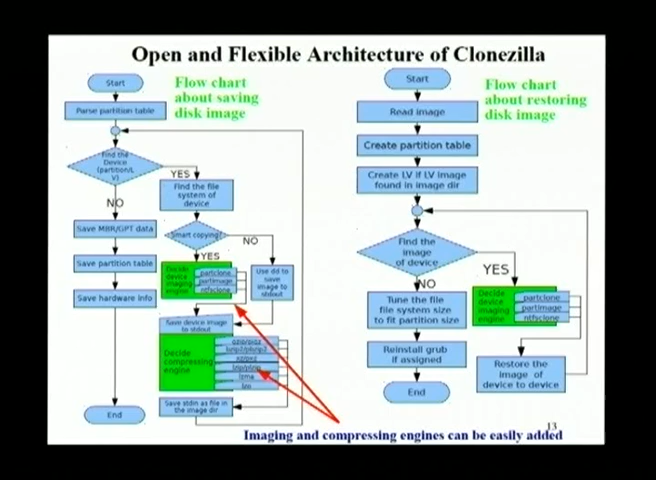 Open and Flexible Architecture of Clonezilla
Start
Flow chart
about saving
disk image
Parse partition table
Find the
Device
(partition/L
V)
YES
NO
Find the file
system of
device
Save MBR/GPT data
Smart copying?
NO
YES
Save partition table
Decide
device
imaging
engine
partclone
partimage
ntfsclone
Use dd to
save
image to
stdout
Save hardware info
Save device image to
stdout
Decide
compressing
engine
lzma
Save stdin as file in
the image dir
End
Start
Flow chart
about restoring
disk image
Read image
Create partition table
Create LV if LV image
found in image dir
Find the
image
of device
YES
NO
Decide
device
imaging
engine
partclone
partimage
ntfsclone
Tune the file
file system size
to fit partition size
Reinstall grub
if assigned
Restore the
image of
device to device
End
13
Imaging and compressing engines can be easily added